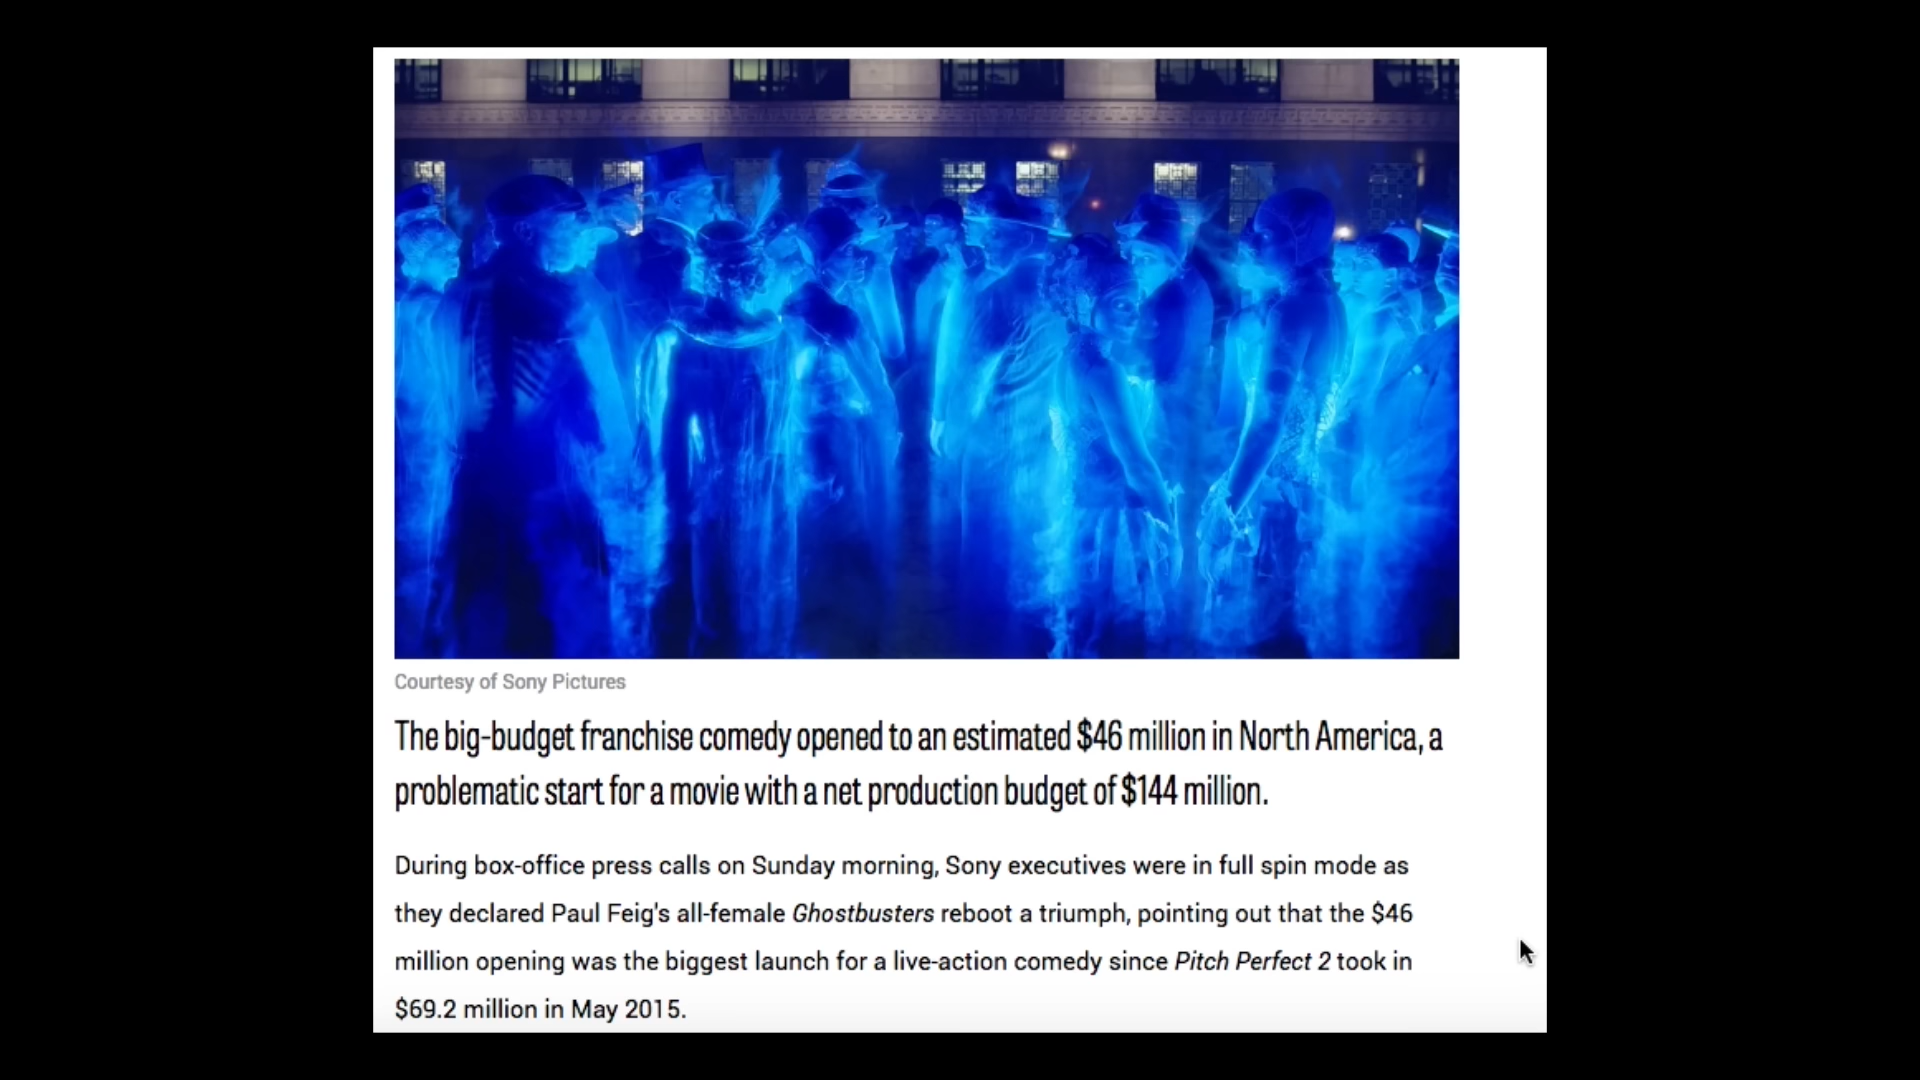 Courtesy of Sony Pictures
The big-budget franchise comedy opened to an estimated $46 million in North America, a
problematic start for a movie with a net production budget of $144 million.
During box-office press calls on Sunday morning, Sony executives were in full spin mode as
they declared Paul Feig's all-female Ghostbusters reboot a triumph, pointing out that the $46
million opening was the biggest launch for a live-action comedy since Pitch Perfect 2 took in
$69.2 million in May 2015.